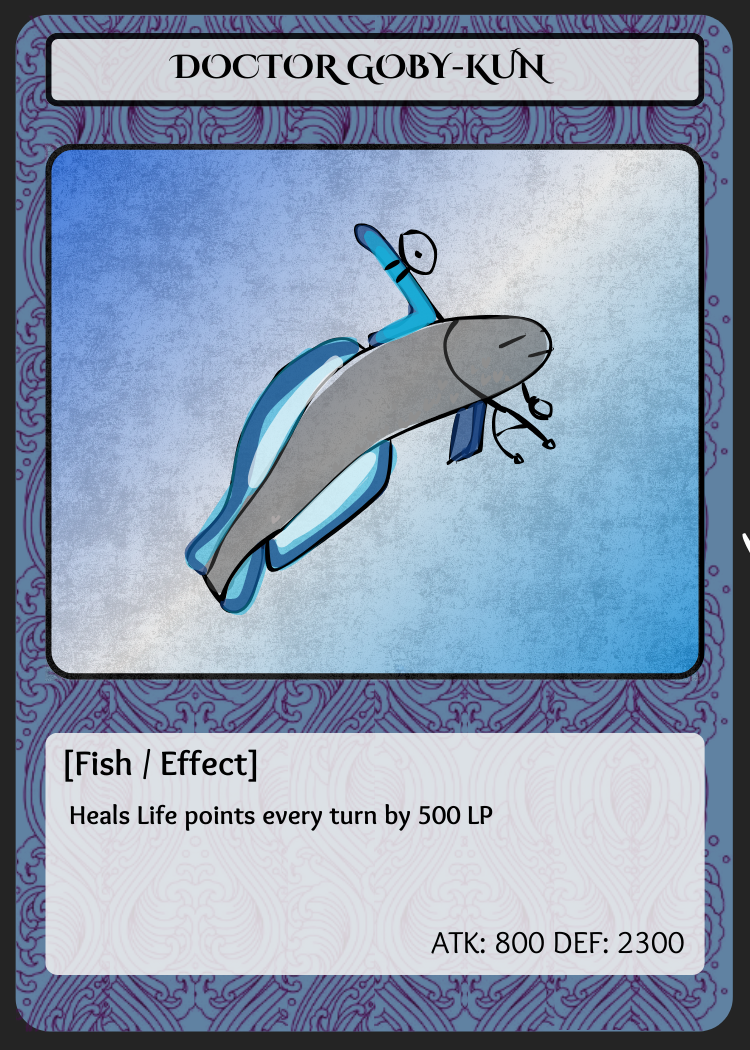 DOCTOR GOBY-KUN
[Fish / Effect]
Heals Life points every turn by 500 LP
ATK: 800 DEF: 2300